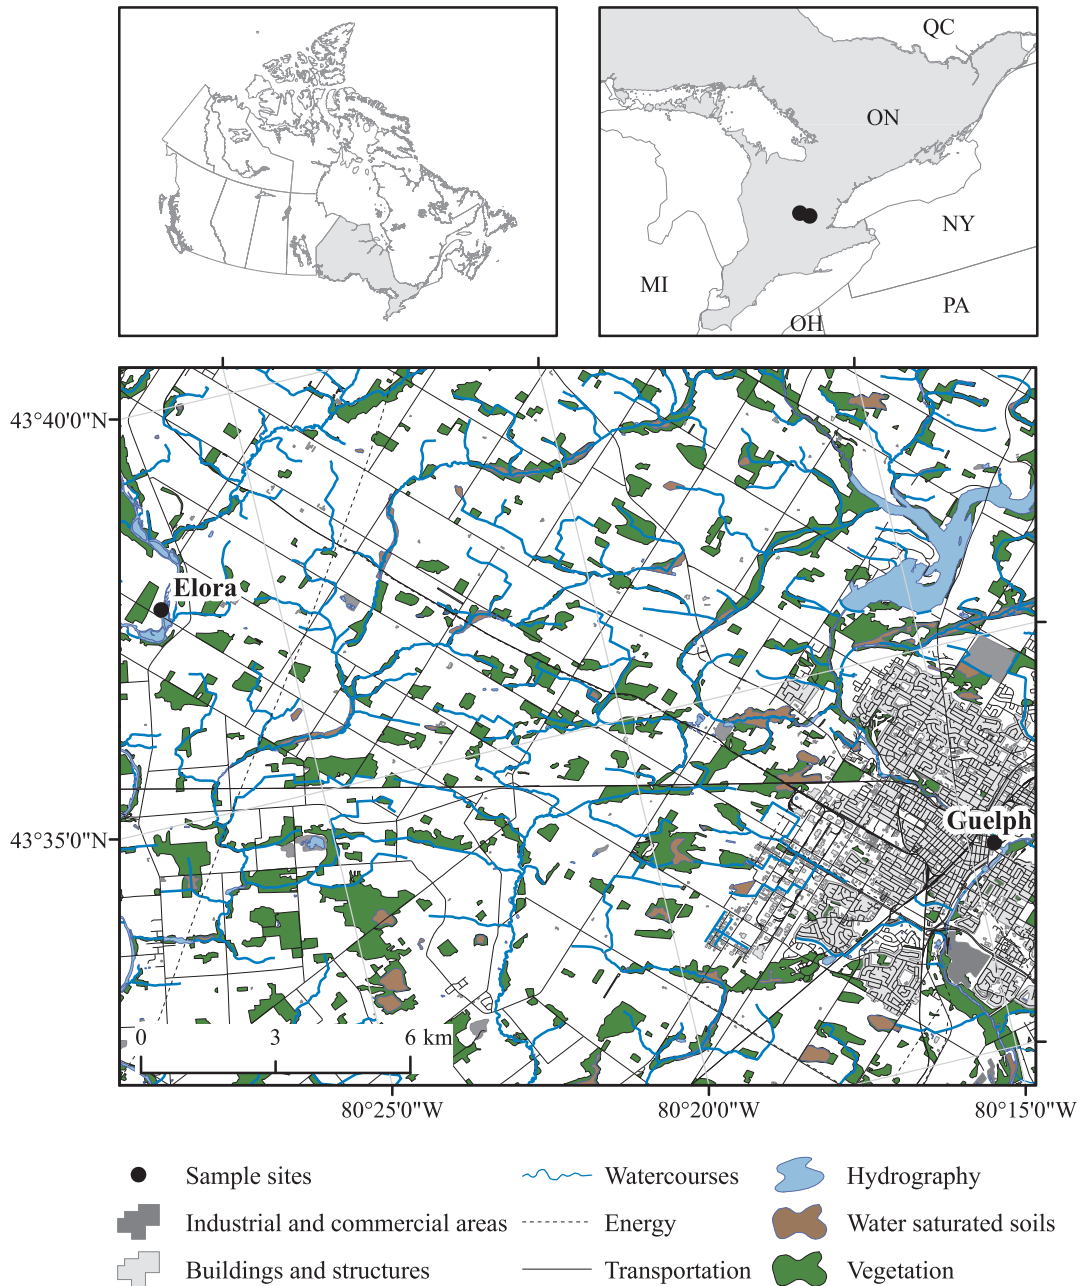 QC
ON
NY
MI
PA
OH
43°40'0"N
Elora
43°35'0"N
Guelph
0 3 6 km
80°25'0"W 80°20'0"W 80°15'0"W
Sample sites Watercourses Hydrography
Industrial and commercial areas Energy Water saturated soils
Buildings and structures Transportation Vegetation